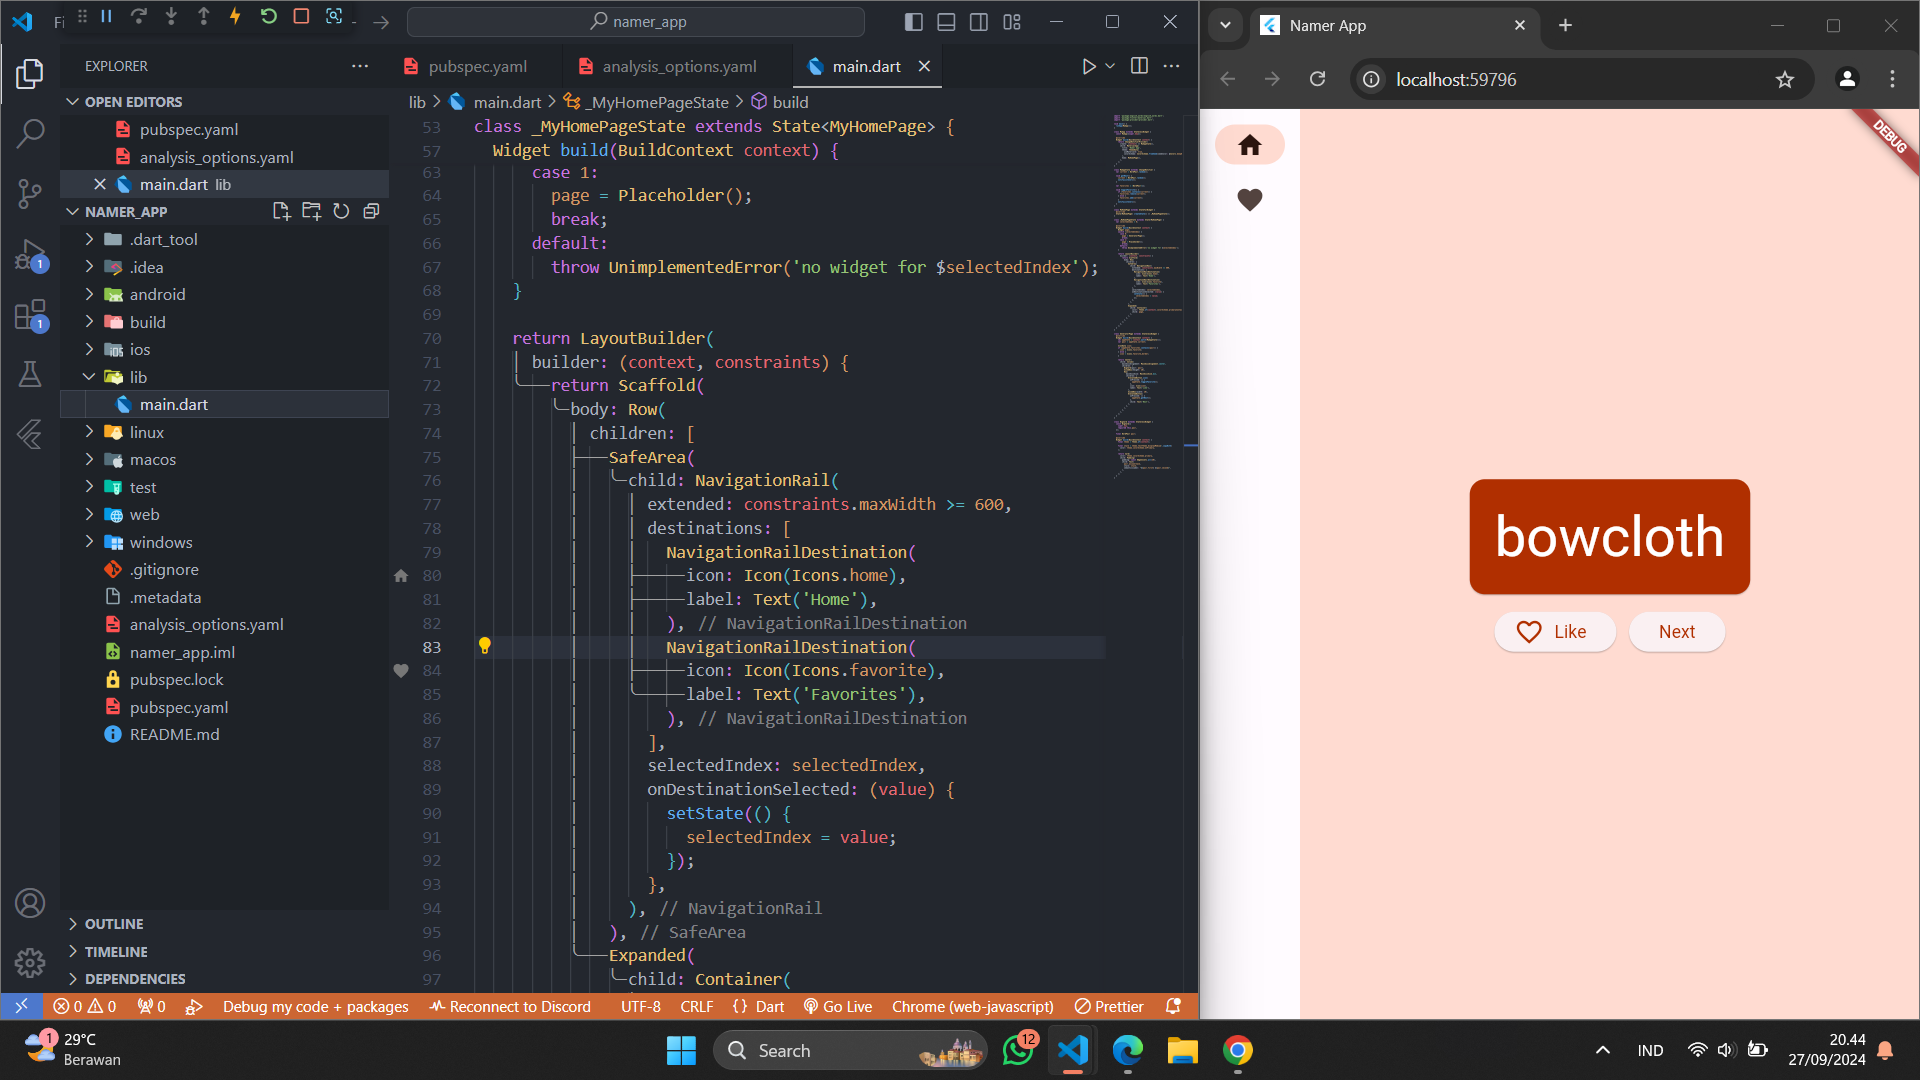 Fi
namer_app
EXPLORER
OPEN EDITORS
pubspec.yaml
analysis_options.yaml
main.dart lib
NAMER_APP
.dart_tool
.idea
android
build
ios
lib
main.dart
linux
macos
test
web
windows
.gitignore
.metadata
analysis_options.yaml
namer_app.iml
pubspec.lock
pubspec.yaml
README.md
OUTLINE
TIMELINE
DEPENDENCIES
1
1
pubspec.yaml
analysis_options.yaml
main.dart
lib > main.dart > _MyHomePageState > build
53 class _MyHomePageState extends State<MyHomePage> {
57 Widget build(BuildContext context) {
63 case 1:
64 page = Placeholder();
65 break;
66 default:
67 throw UnimplementedError('no widget for $selectedIndex');
68 }
69
70 return LayoutBuilder(
71 builder: (context, constraints) {
72 return Scaffold(
73 body: Row(
74 children: [
75 SafeArea(
76 child: NavigationRail(
77 extended: constraints.maxWidth >= 600,
78 destinations: [
79 NavigationRailDestination(
80 icon: Icon(Icons.home),
81 label: Text('Home'),
82 ), // NavigationRailDestination
83 NavigationRailDestination(
84 icon: Icon(Icons.favorite),
85 label: Text('Favorites'),
86 ), // NavigationRailDestination
87 ],
88 selectedIndex: selectedIndex,
89 onDestinationSelected: (value) {
90 setState(() {
91 selectedIndex = value;
92 });
93 },
94 ), // NavigationRail
95 ), // SafeArea
96 Expanded(
97 child: Container(
0 0 0 Debug my code + packages Reconnect to Discord UTF-8 CRLF {} Dart Go Live Chrome (web-javascript) Prettier
Namer App
localhost:59796
DEBUG
bowcloth
Like
Next
1
29°C
Berawan
Search
12
IND
20.44
27/09/2024